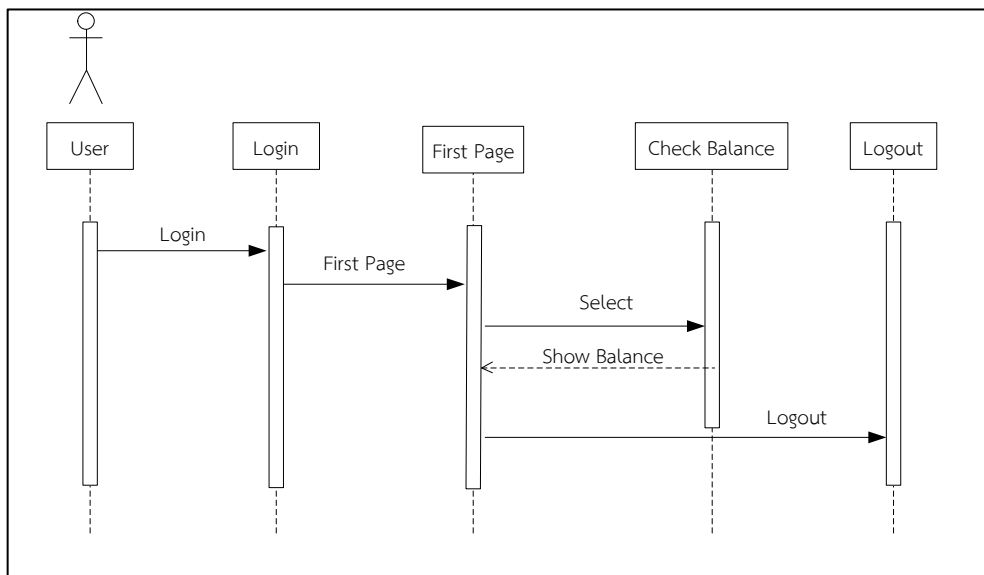 User
Login
First Page
Check Balance
Logout
Login
First Page
Select
Show Balance
Logout